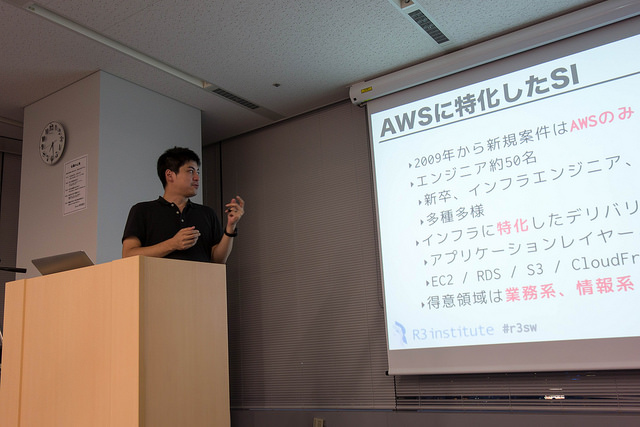 AWSに特化したSI
2009年から新規案件はAWSのみ
エンジニア約50名
新卒、インフラエンジニア、
多種多様
インフラに特化したデリバリ
アプリケーションレイヤー
EC2 / RDS / S3 / CloudFr
得意領域は業務系、情報系
R3institute #r3sw